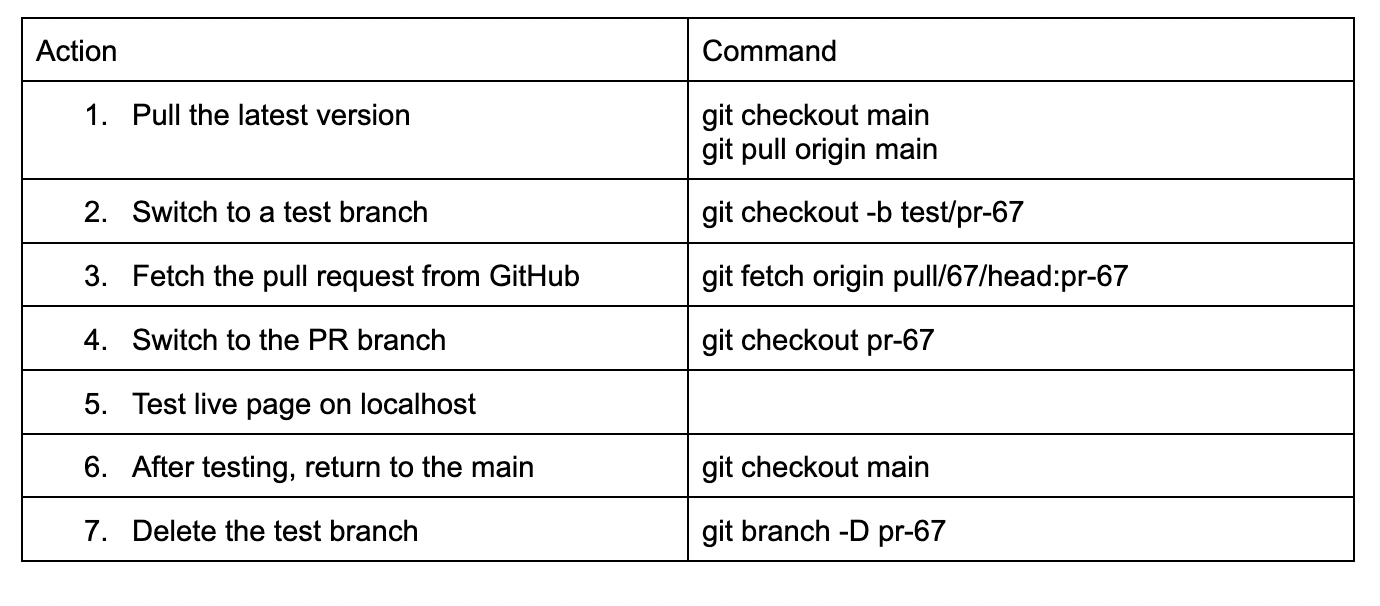 Action
Command
1. Pull the latest version
git checkout main
git pull origin main
2. Switch to a test branch
git checkout -b test/pr-67
3. Fetch the pull request from GitHub
git fetch origin pull/67/head:pr-67
4. Switch to the PR branch
git checkout pr-67
5. Test live page on localhost
6. After testing, return to the main
git checkout main
7. Delete the test branch
git branch -D pr-67